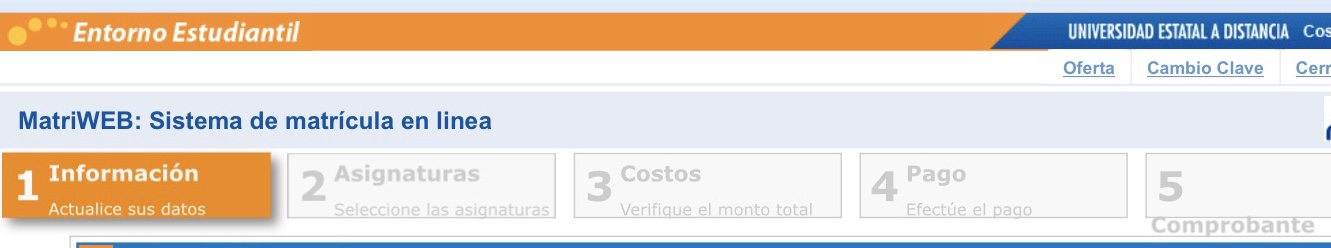 Entorno Estudiantil
UNIVERSIDAD ESTATAL A DISTANCIA
Oferta Cambio Clave
MatriWEB: Sistema de matrícula en linea
1 Información
Actualice sus datos
2 Asignaturas
Seleccione las asignaturas
3 Costos
Verifique el monto total
4 Pago
Efectúe el pago
5
Comprobante